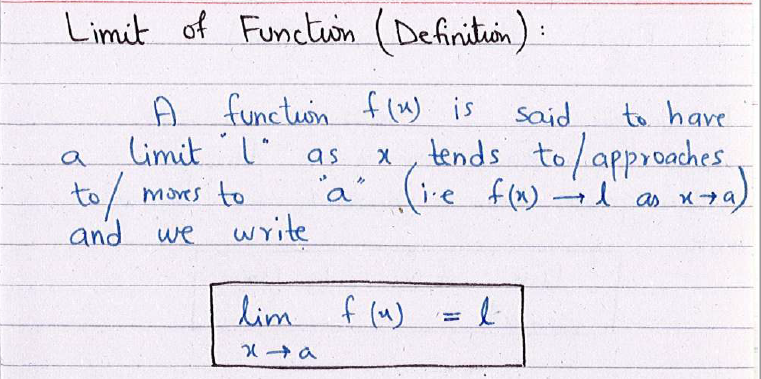 Limit of Function (Definition) :
A function f(x) is said to have
a limit "l" as x, tends to/approaches
to/ moves to "a" (i.e f(x) → l as x→a)
and we write
lim f(x) = l
x → a